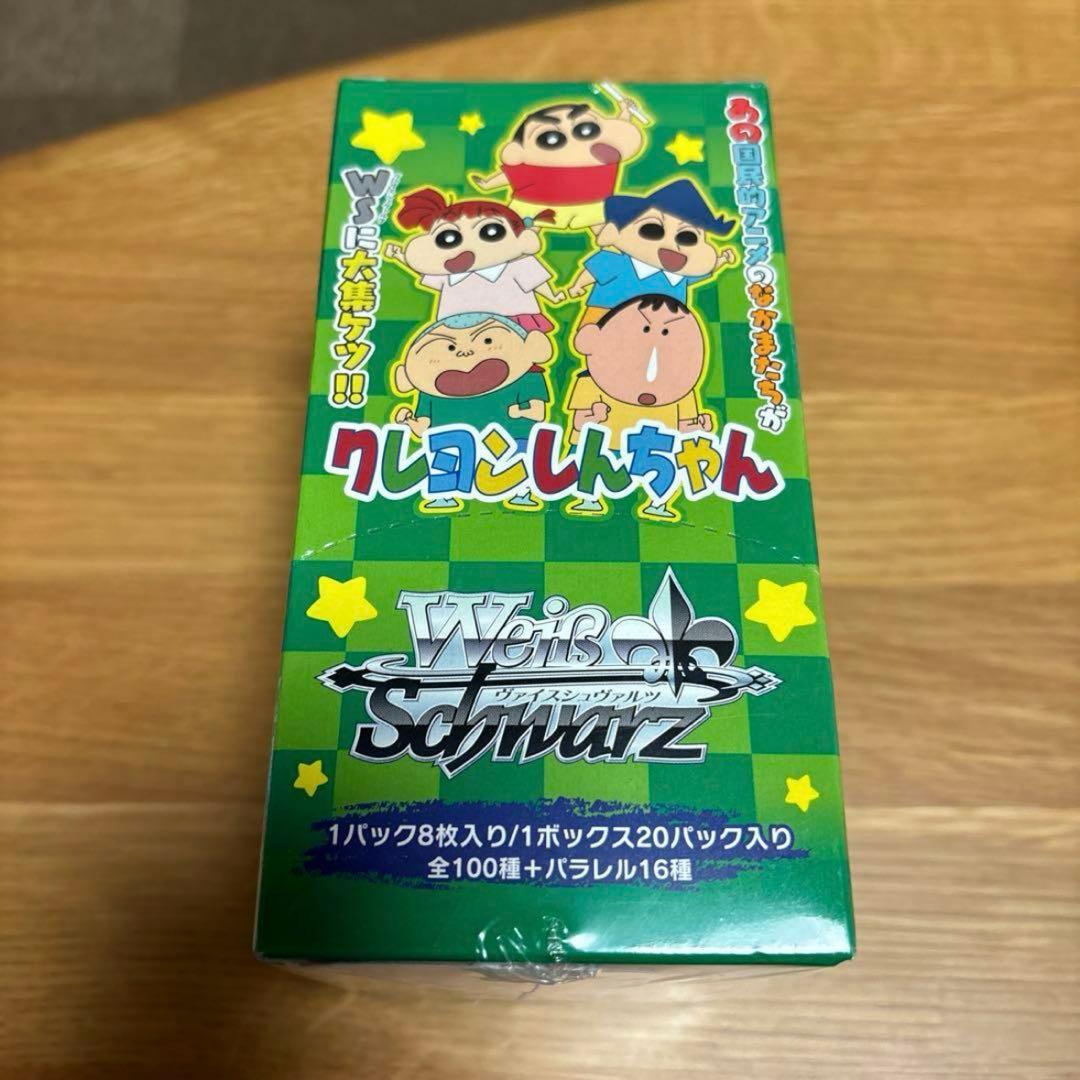 あの国民的アニメのなかまたちが
WSに大集ケツ!!
クレヨンしんちゃん
Weiß
ヴァイスシュヴァルツ
Schwarz
1パック8枚入り/1ボックス20パック入り
全100種+パラレル16種